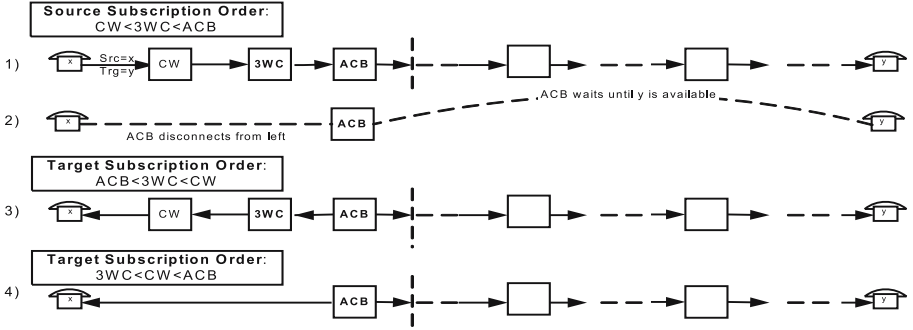 Source Subscription Order:
CW<3WC<ACB
1) x Src=x Trg=y CW 3WC ACB y
ACB waits until y is available
2) x ACB y
ACB disconnects from left
Target Subscription Order:
ACB<3WC<CW
3) x CW 3WC ACB y
Target Subscription Order:
3WC<CW<ACB
4) x ACB y